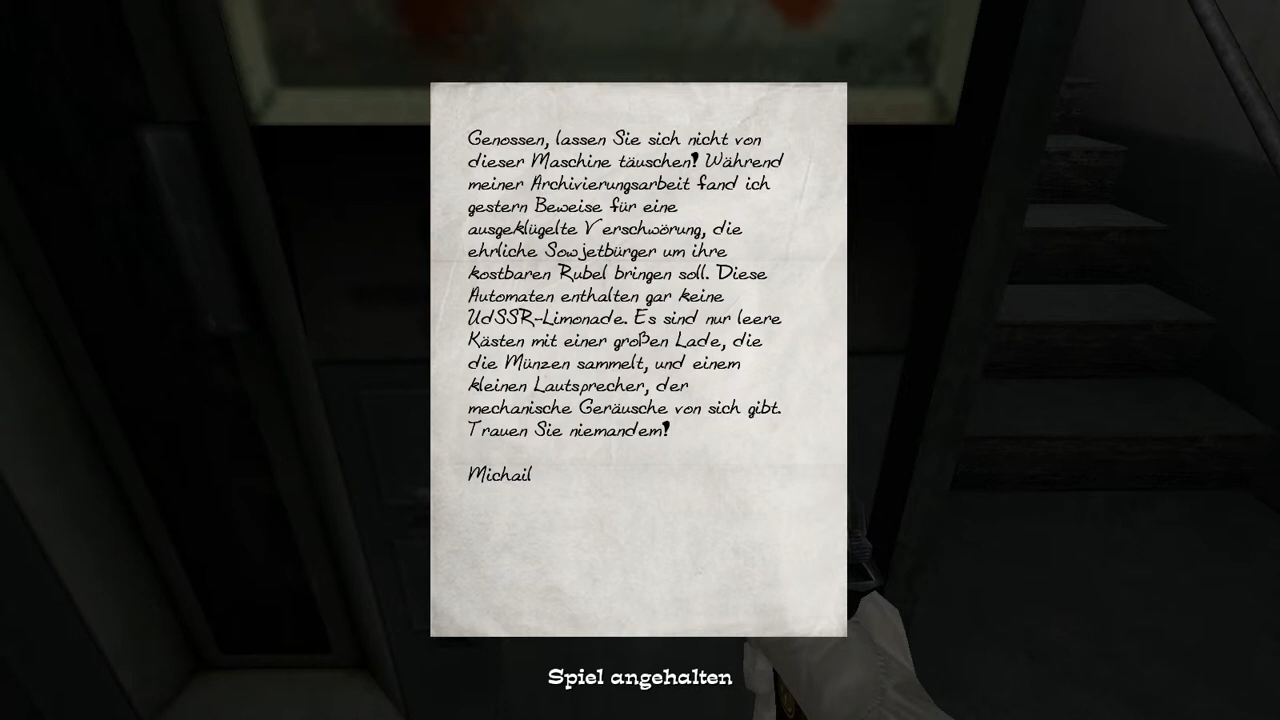 Genossen, lassen Sie sich nicht von
dieser Maschine täuschen! Während
meiner Archivierungsarbeit fand ich
gestern Beweise für eine
ausgeklügelte Verschwörung, die
ehrliche Sowjetbürger um ihre
kostbaren Rubel bringen soll. Diese
Automaten enthalten gar keine
UdSSR-Limonade. Es sind nur leere
Kästen mit einer großen Lade, die
die Münzen sammelt, und einem
kleinen Lautsprecher, der
mechanische Geräusche von sich gibt.
Trauen Sie niemandem!
Michail
Spiel angehalten